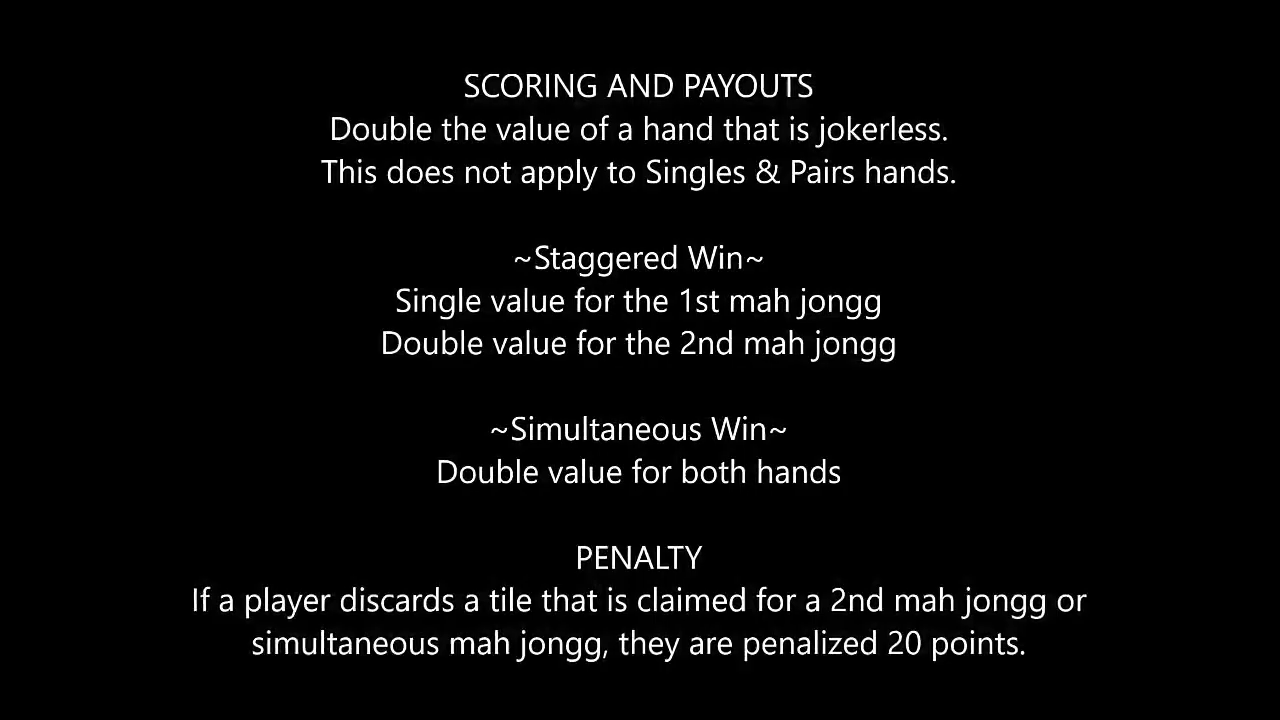 SCORING AND PAYOUTS
Double the value of a hand that is jokerless.
This does not apply to Singles & Pairs hands.
~Staggered Win~
Single value for the 1st mah jongg
Double value for the 2nd mah jongg
~Simultaneous Win~
Double value for both hands
PENALTY
If a player discards a tile that is claimed for a 2nd mah jongg or
simultaneous mah jongg, they are penalized 20 points.